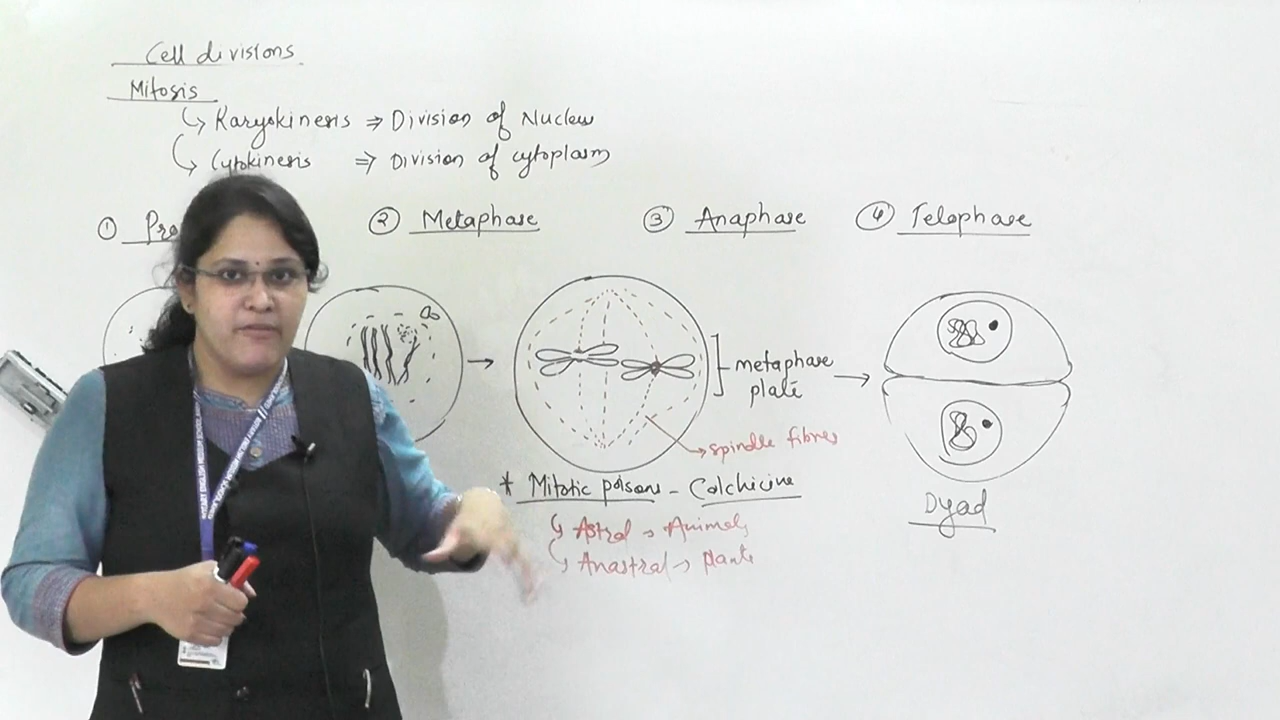 Cell divisions
Mitosis
↳ Karyokinesis ⇒ Division of Nucleus
↳ Cytokinesis ⇒ Division of cytoplasm
① Pro
② Metaphase
③ Anaphase
④ Telophase
metaphase
plate
spindle fibres
* Mitotic poisons - Colchicine
↳ Astral → Animals
↳ Anastral → plants
Dyad